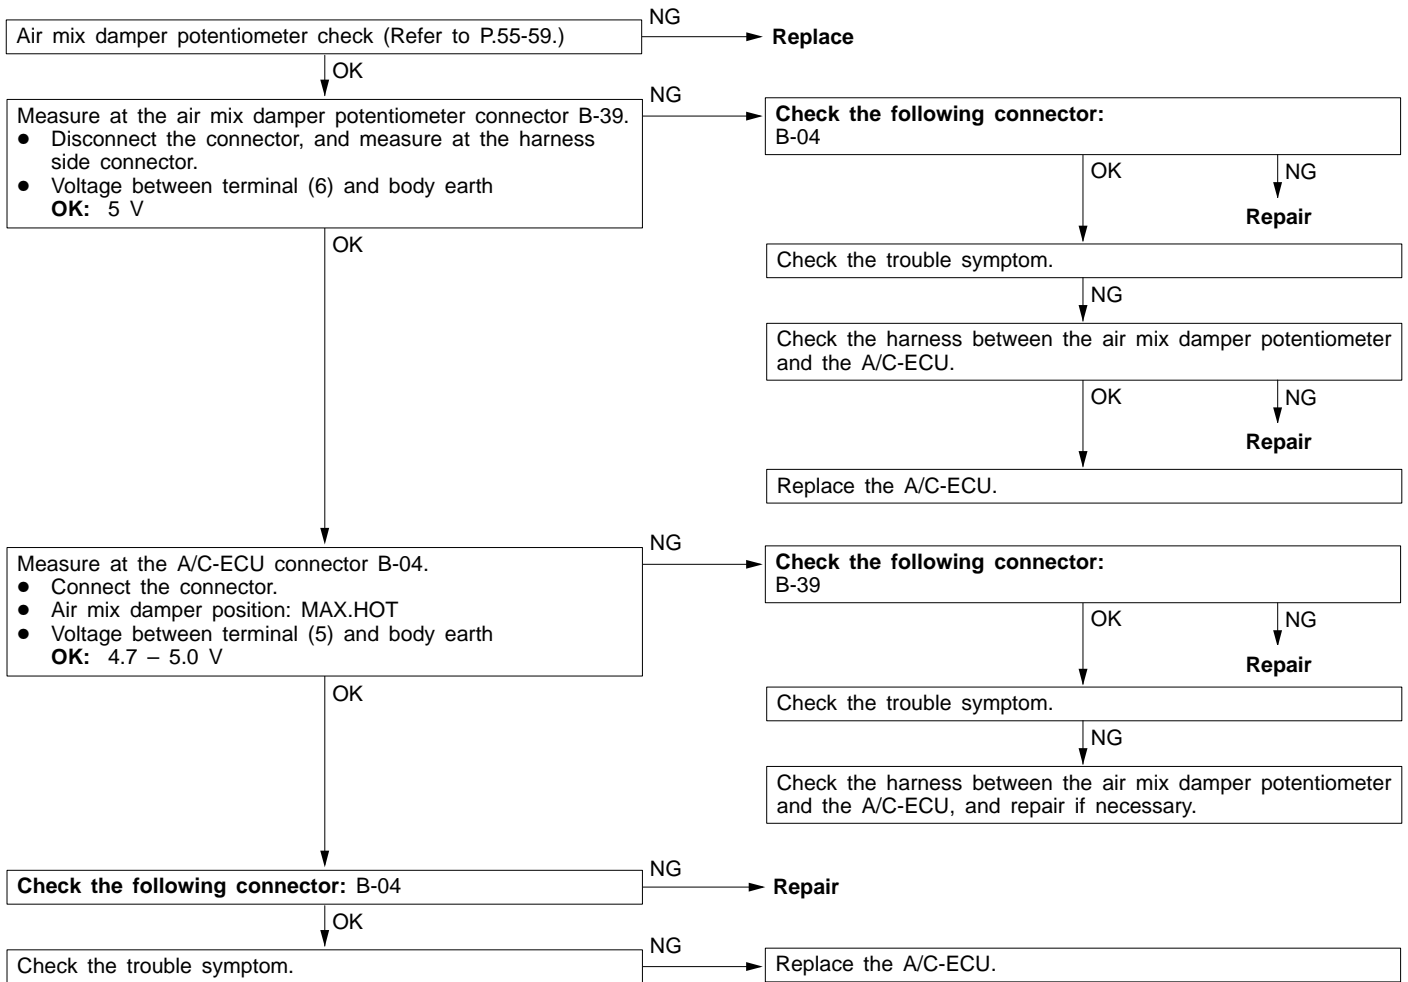 Air mix damper potentiometer check (Refer to P.55-59.)
NG
Replace
OK
Measure at the air mix damper potentiometer connector B-39.
● Disconnect the connector, and measure at the harness
side connector.
● Voltage between terminal (6) and body earth
OK: 5 V
NG
Check the following connector:
B-04
OK
NG
Repair
Check the trouble symptom.
NG
Check the harness between the air mix damper potentiometer
and the A/C-ECU.
OK
NG
Repair
Replace the A/C-ECU.
OK
Measure at the A/C-ECU connector B-04.
● Connect the connector.
● Air mix damper position: MAX.HOT
● Voltage between terminal (5) and body earth
OK: 4.7 – 5.0 V
NG
Check the following connector:
B-39
OK
NG
Repair
Check the trouble symptom.
NG
Check the harness between the air mix damper potentiometer
and the A/C-ECU, and repair if necessary.
OK
Check the following connector: B-04
NG
Repair
OK
Check the trouble symptom.
NG
Replace the A/C-ECU.